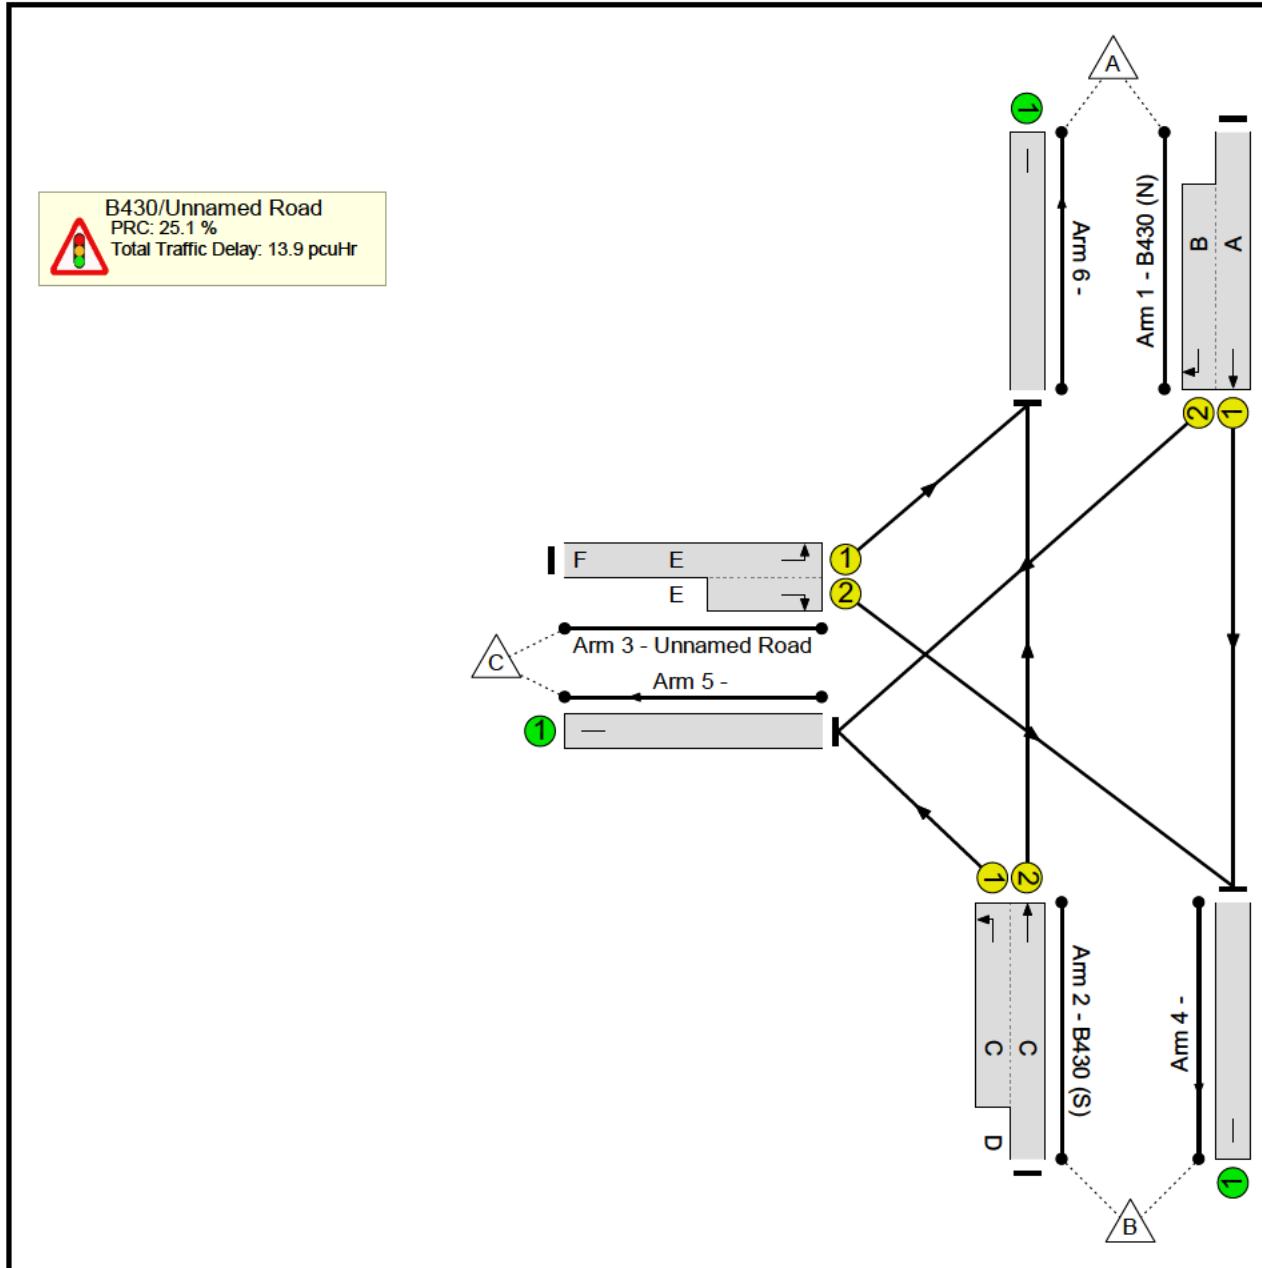 A
1
B430/Unnamed Road
PRC: 25.1 %
Total Traffic Delay: 13.9 pcuHr
Arm 6 -
Arm 1 - B430 (N)
B
A
2
1
F
E
1
E
2
Arm 3 - Unnamed Road
C
Arm 5 -
1
1
2
C
C
D
Arm 2 - B430 (S)
Arm 4 -
1
B